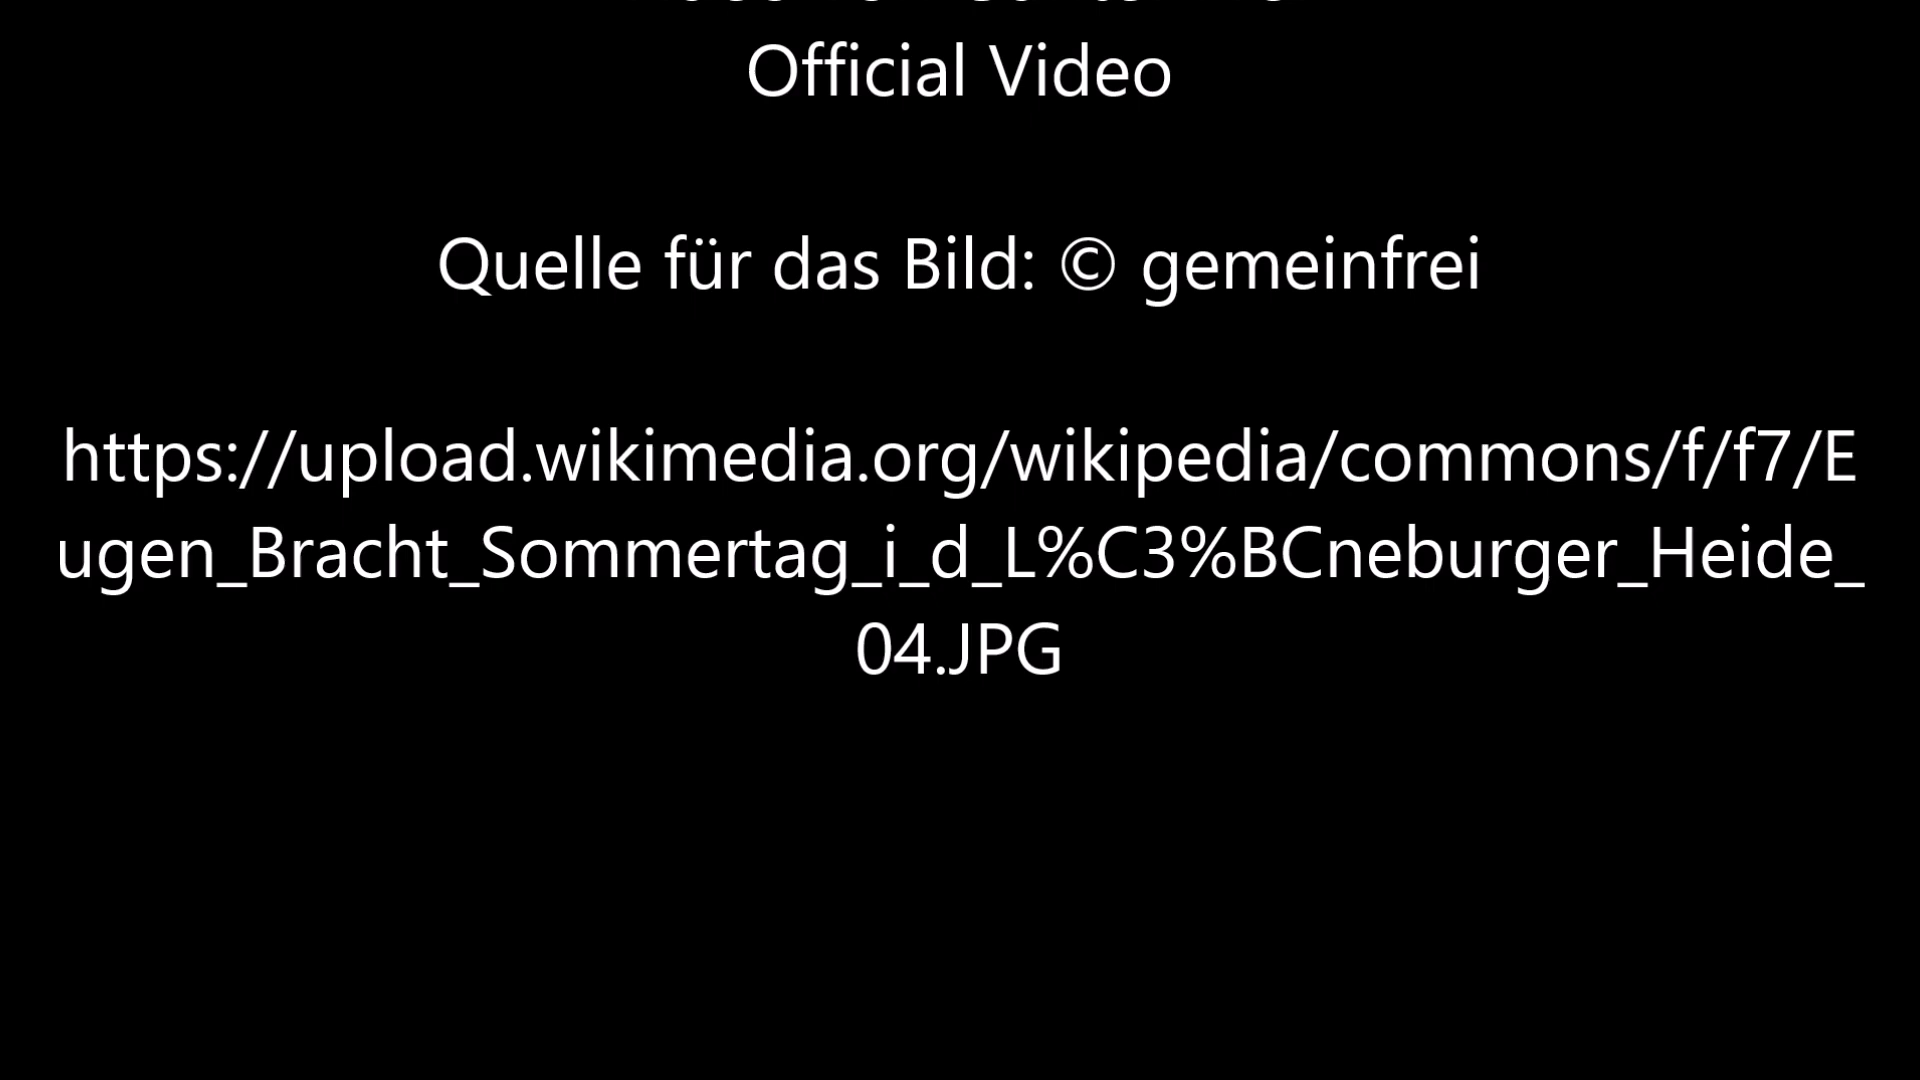 Official Video
Quelle für das Bild: © gemeinfrei
https://upload.wikimedia.org/wikipedia/commons/f/f7/E
ugen_Bracht_Sommertag_i_d_L%C3%BCneburger_Heide_
04.JPG